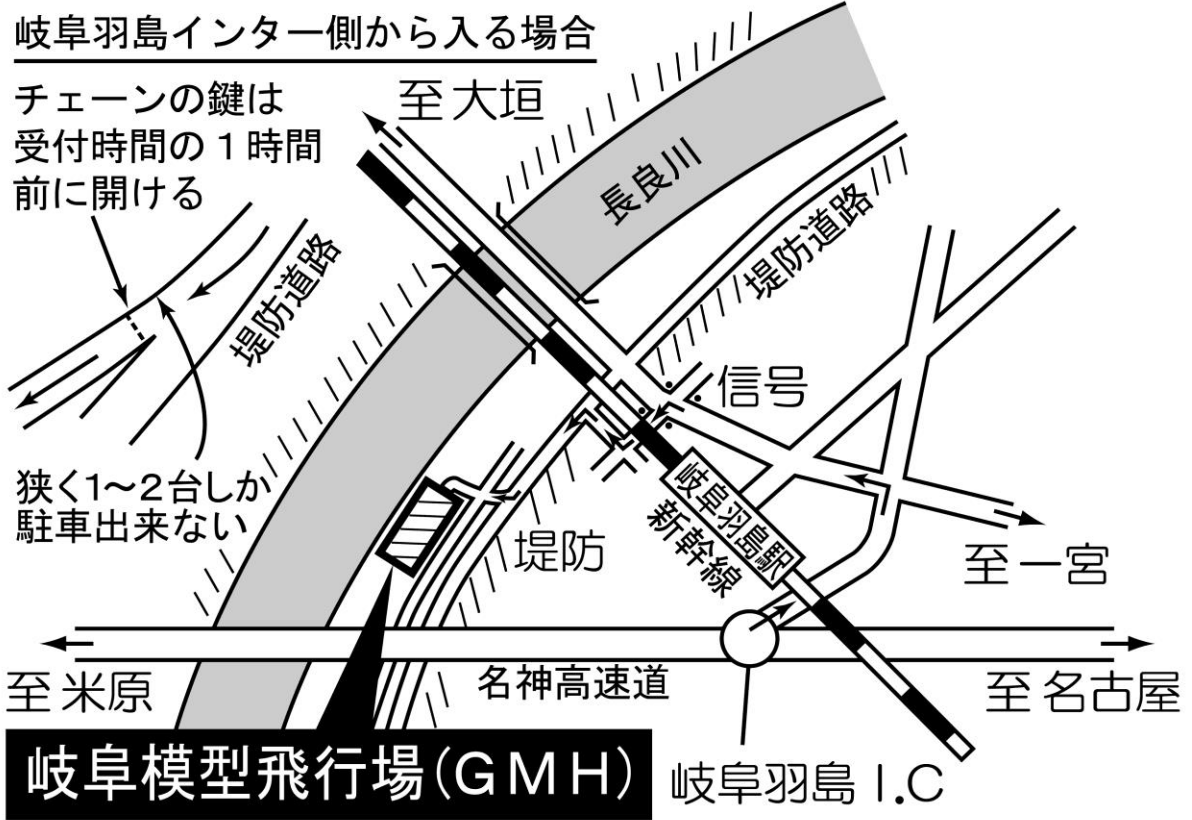 岐阜羽島インター側から入る場合
チェーンの鍵は
受付時間の1時間
前に開ける
至大垣
長良川
堤防道路
堤防道路
信号
狭く1～2台しか
駐車出来ない
堤防
岐阜羽島駅
新幹線
至一宮
至米原
名神高速道
至名古屋
岐阜模型飛行場(GMH)
岐阜羽島I.C